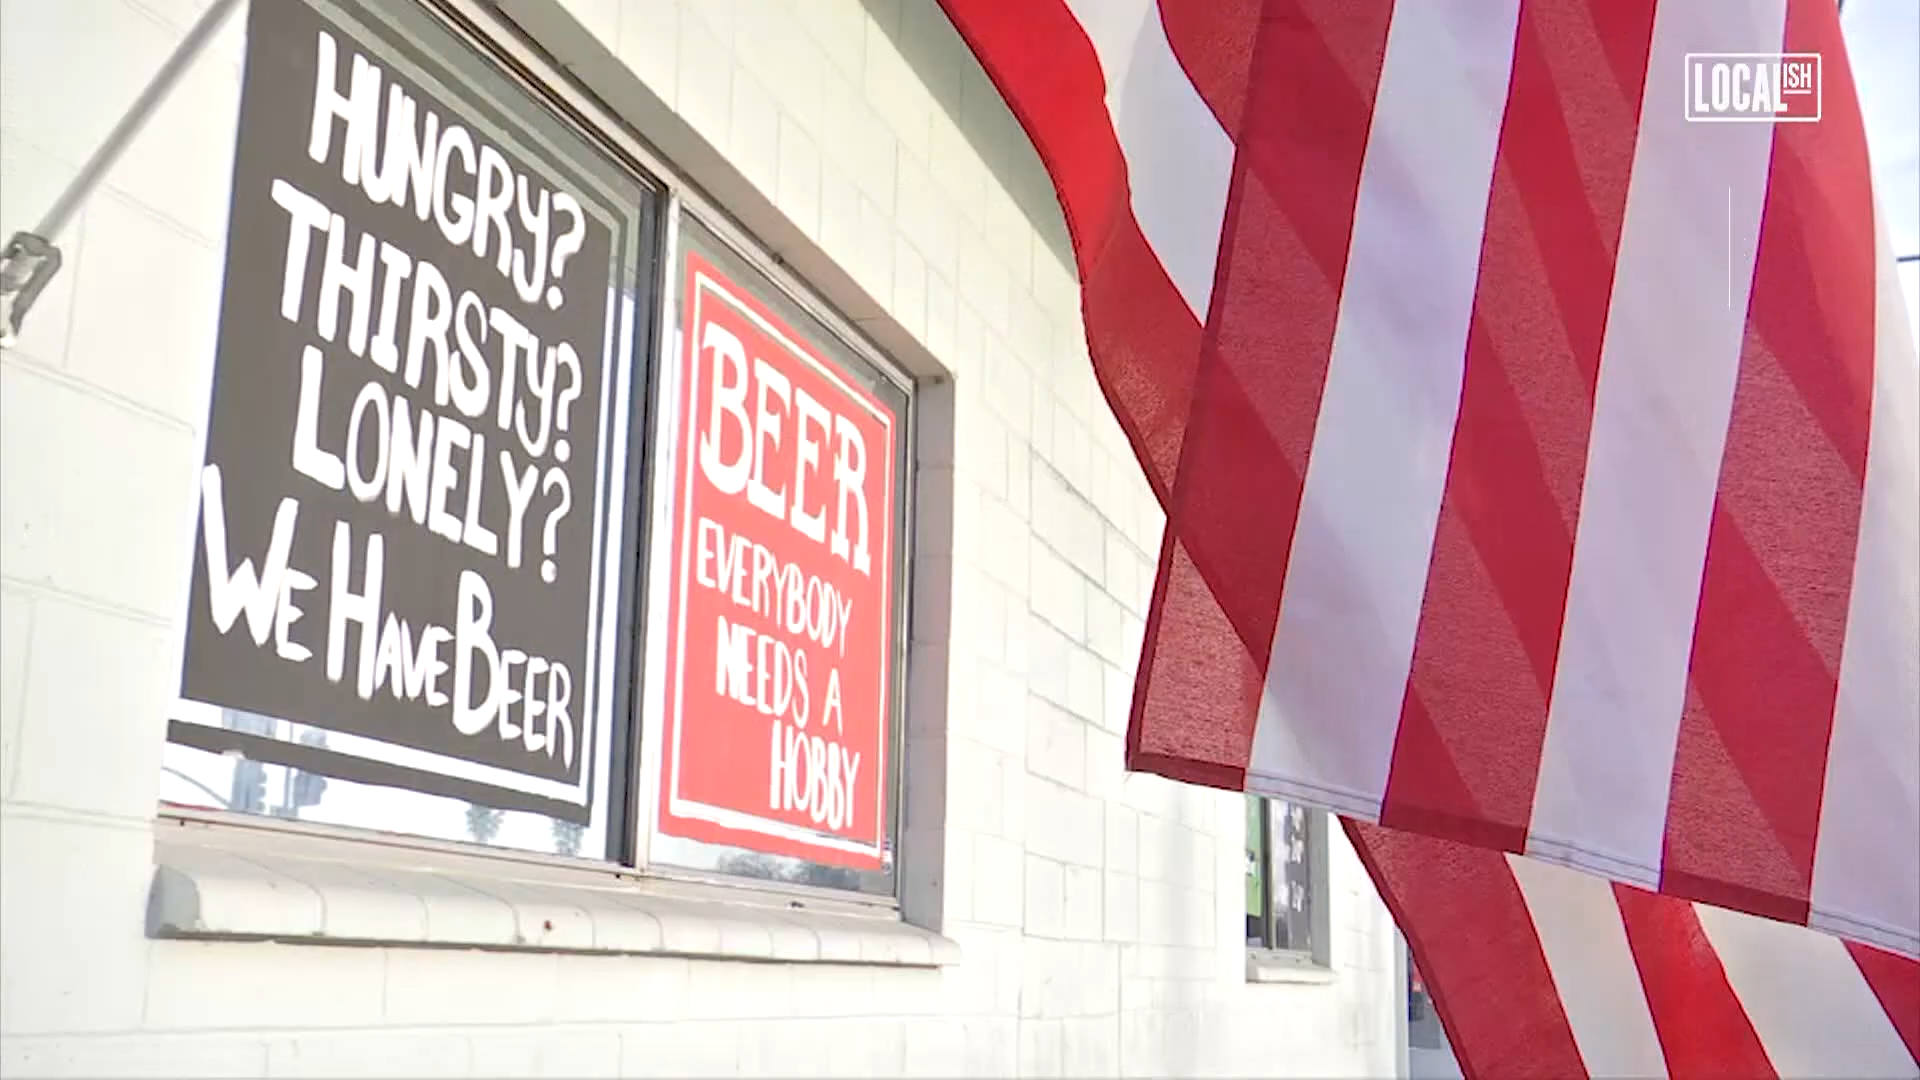 HUNGRY?
THIRSTY?
LONELY?
WE HAVE BEER
BEER
EVERYBODY
NEEDS A
HOBBY
LOCALISH